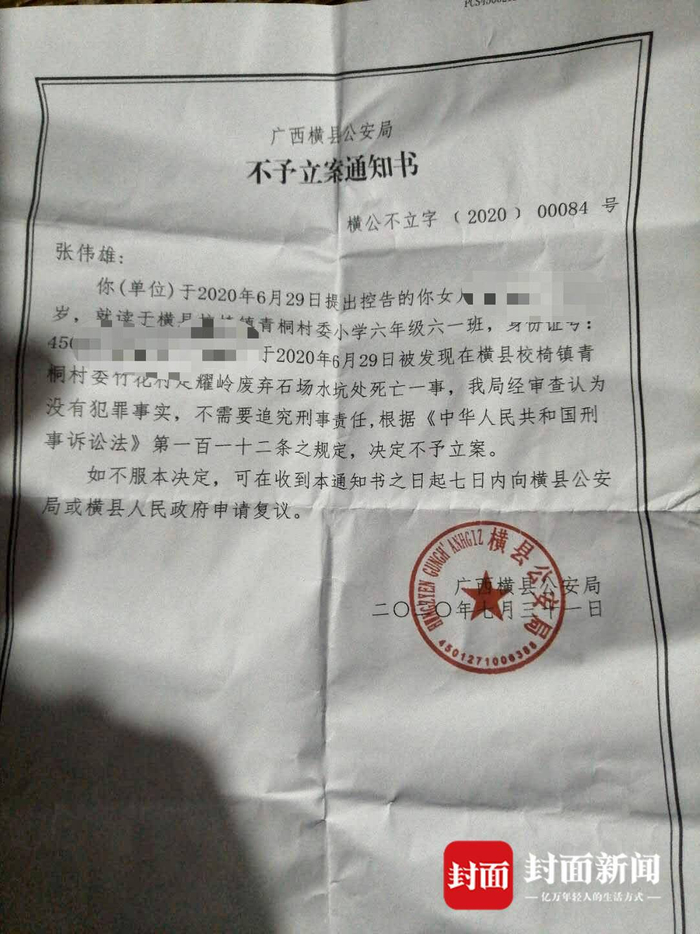 广西横县公安局
不予立案通知书
横公不立字（2020）00084 号
张伟雄：
你(单位)于2020年6月29日提出控告的你女
岁，就读于横县校椅镇青桐村委小学六年级六一班，身份证号：
450 于2020年6月29日被发现在横县校椅镇青
桐村委竹花村定耀岭废弃石场水坑处死亡一事，我局经审查认为
没有犯罪事实，不需要追究刑事责任,根据《中华人民共和国刑
事诉讼法》第一百一十二条之规定，决定不予立案。
如不服本决定，可在收到本通知书之日起七日内向横县公安
局或横县人民政府申请复议。
横县公安局
4501271006306
广西横县公安局
二〇二〇年七月三十一日
封面 封面新闻
亿万年轻人的生活方式